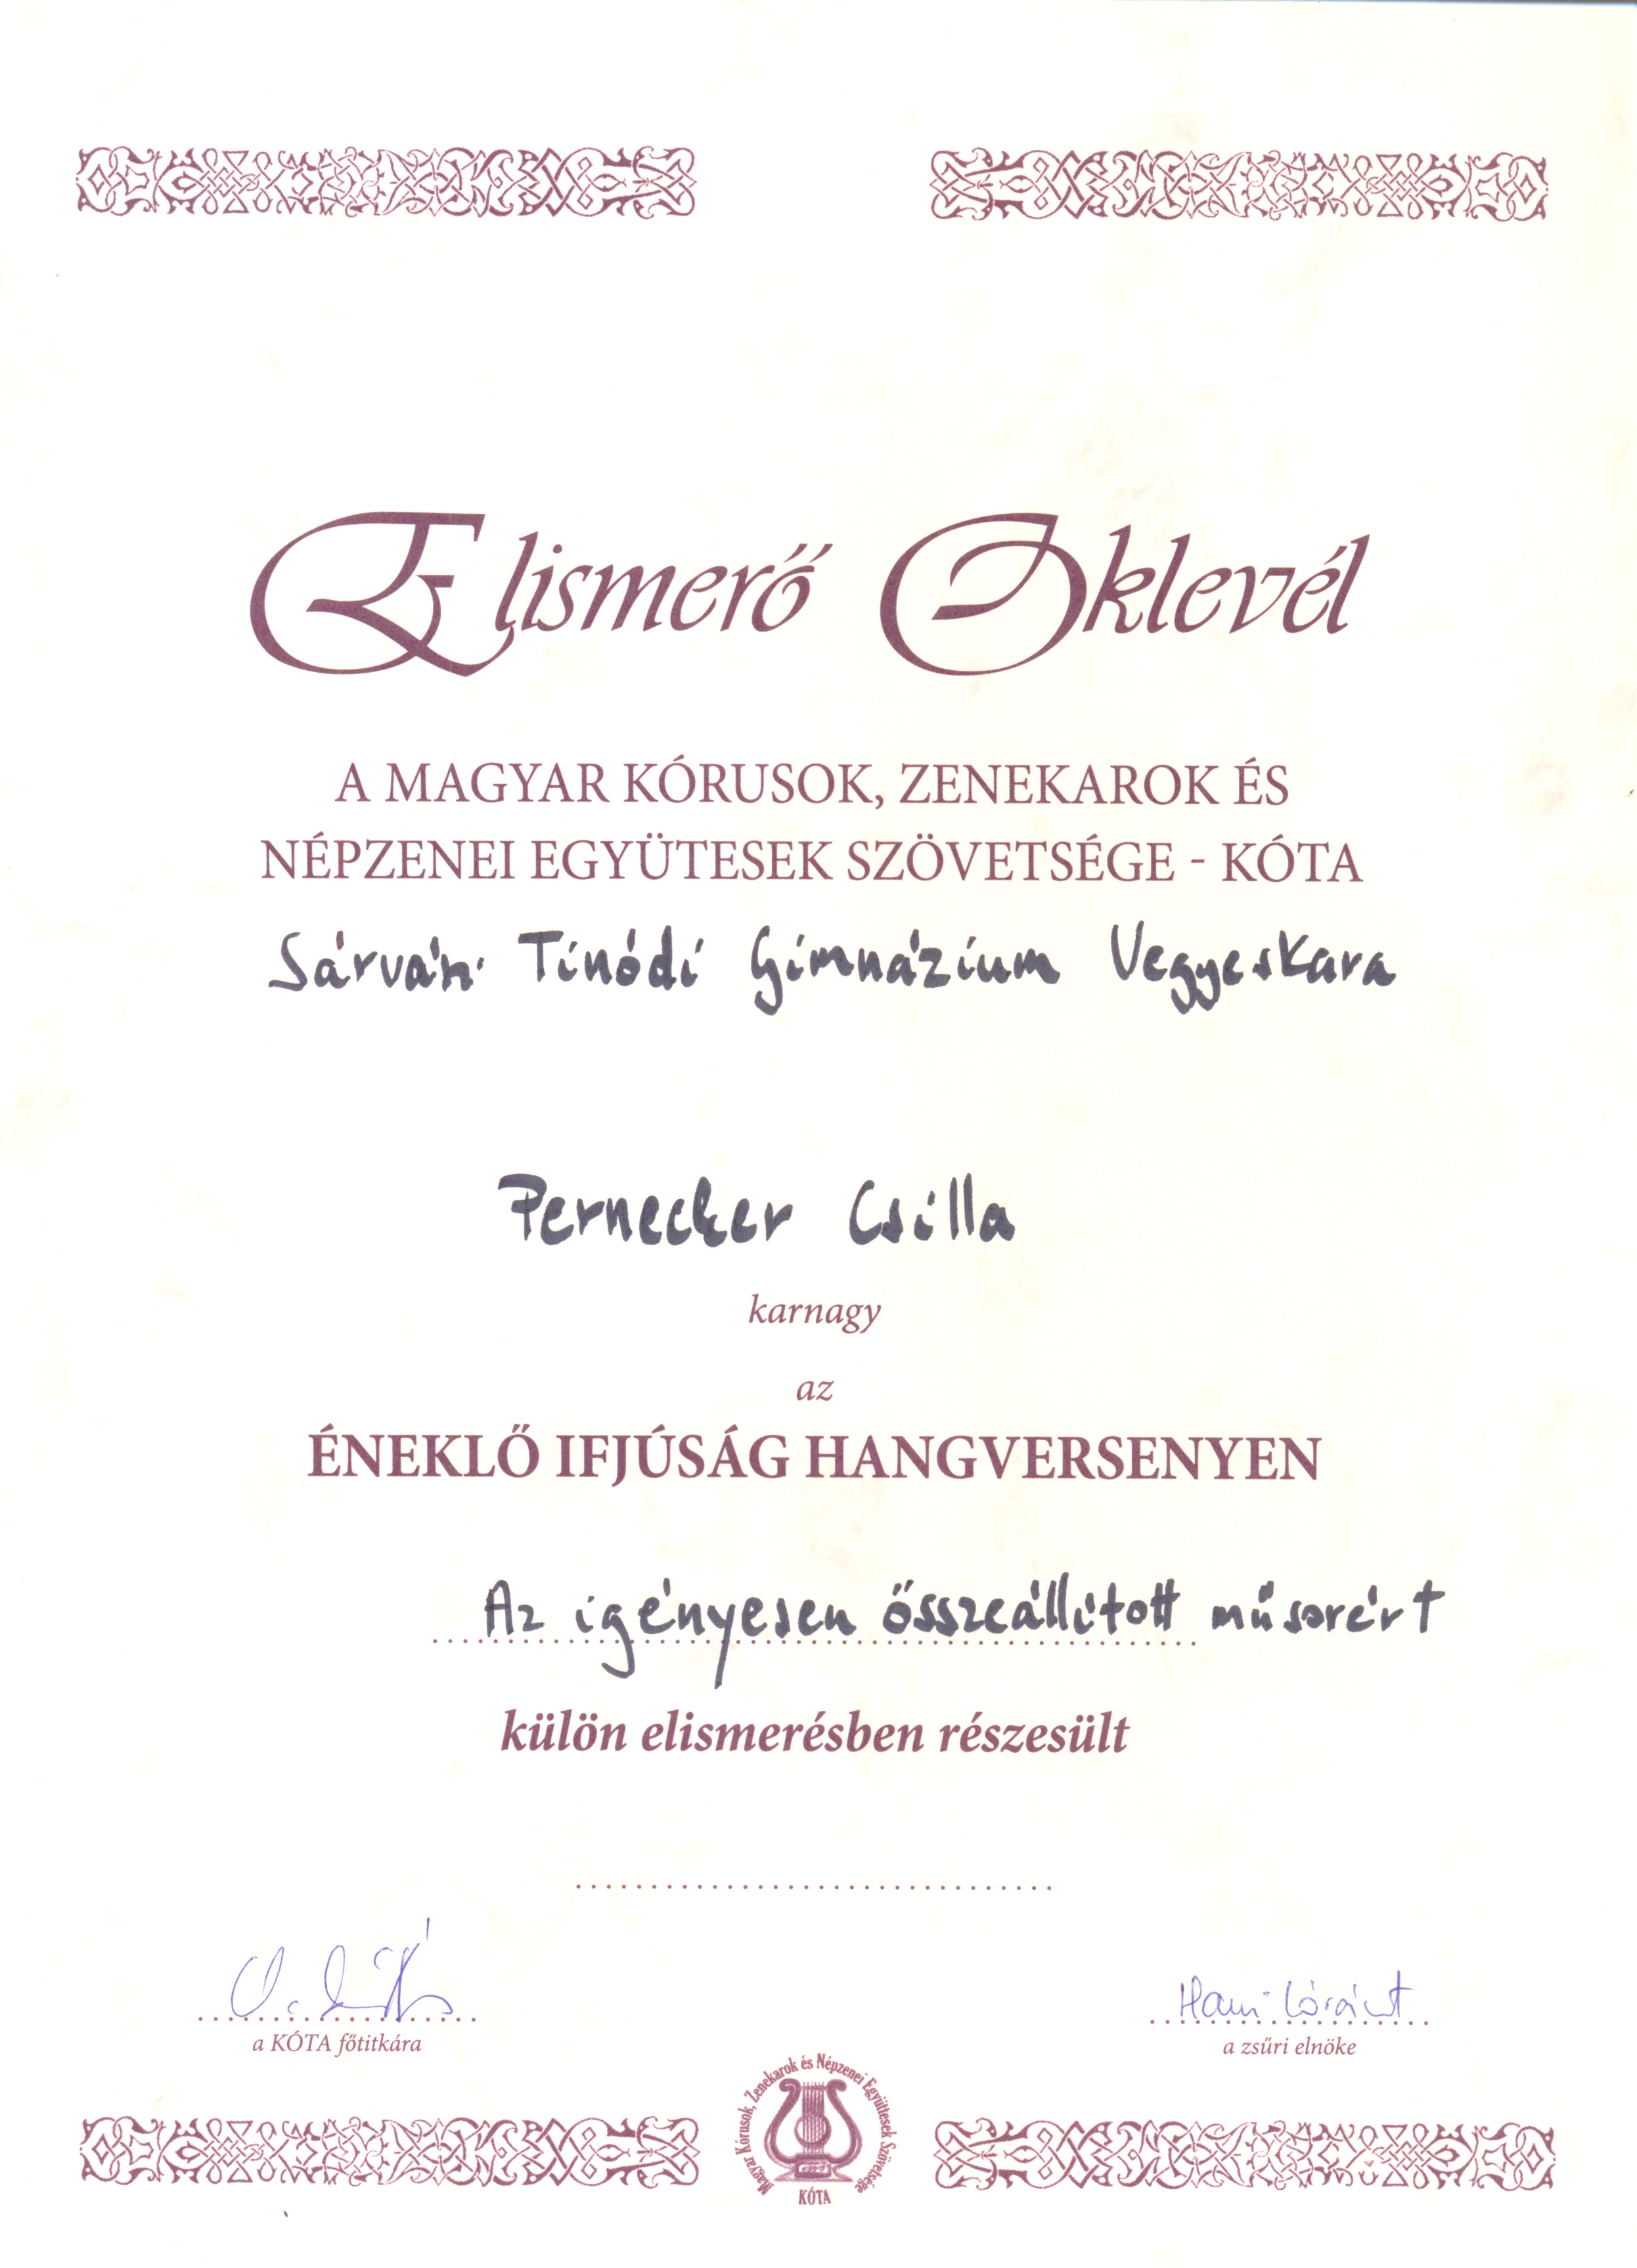 Elismerő Oklevél
A MAGYAR KÓRUSOK, ZENEKAROK ÉS
NÉPZENEI EGYÜTESEK SZÖVETSÉGE - KÓTA
Sárvári Tinódi Gimnázium Vegyeskara
Pernecker Csilla
karnagy
az
ÉNEKLŐ IFJÚSÁG HANGVERSENYEN
Az igényesen összeállított műsorért
külön elismerésben részesült
a KÓTA főtitkára
Lóránt
a zsűri elnöke
Magyar Kórusok, Zenekarok és Népzenei Együttesek Szövetsége
KÓTA